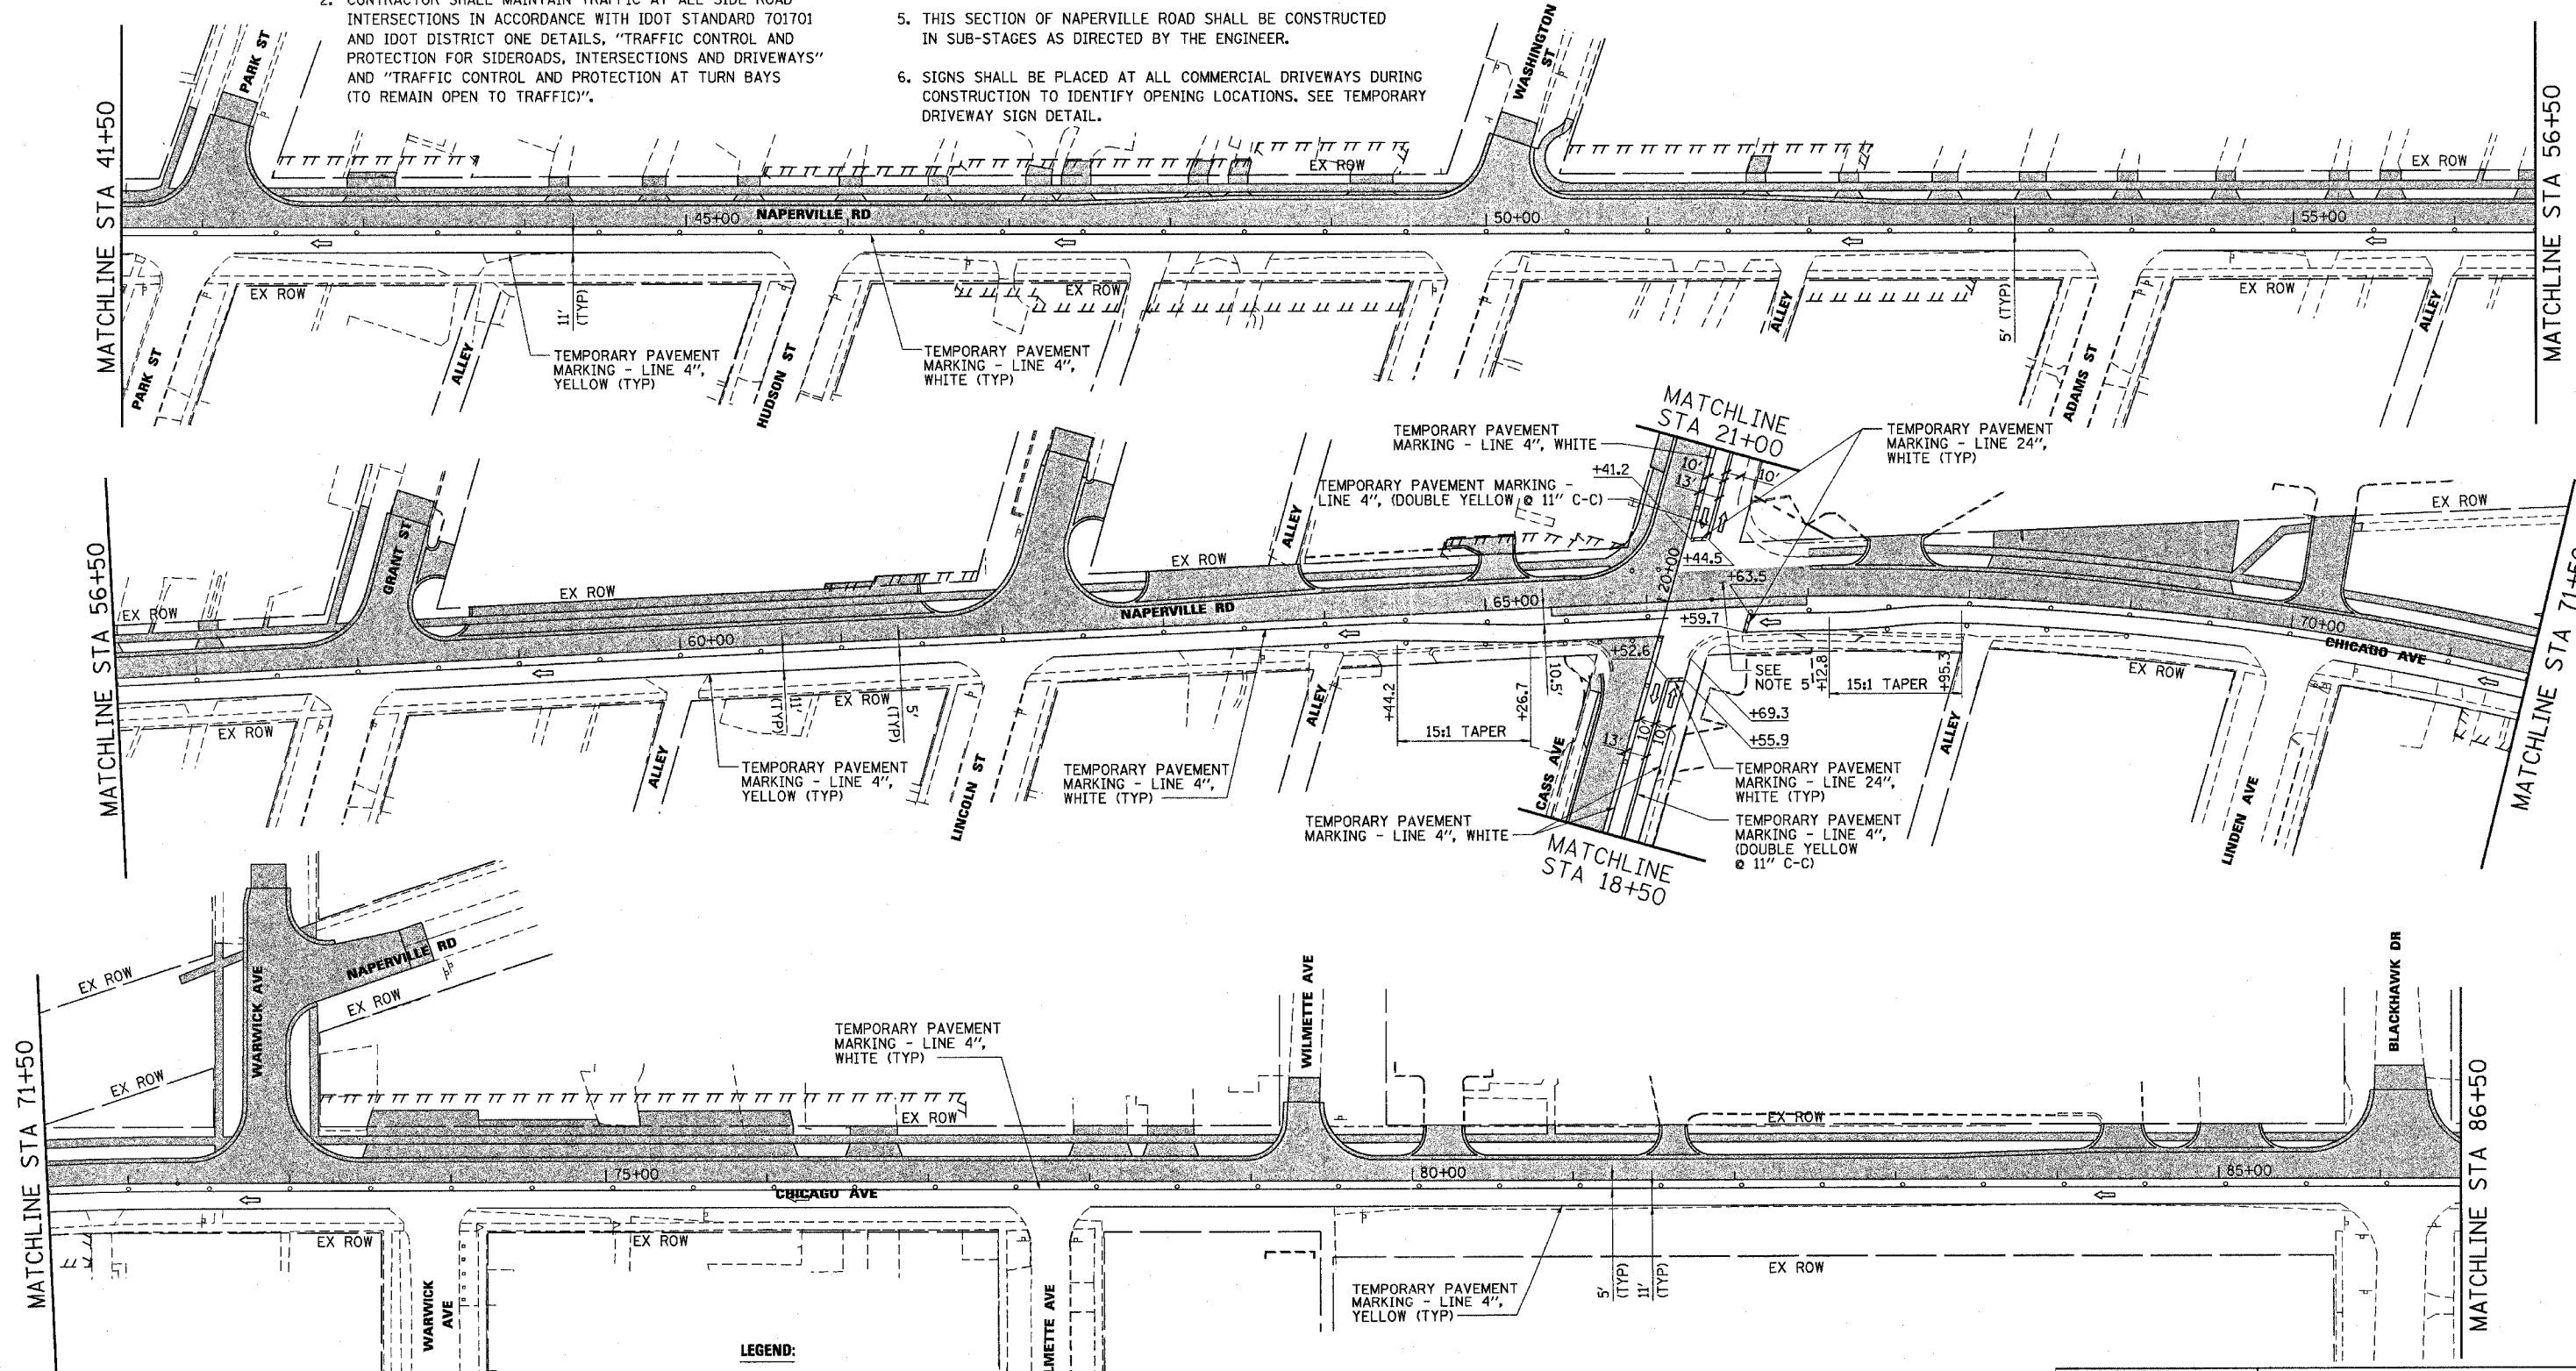 2. CONTRACTOR SHALL MAINTAIN TRAFFIC AT ALL SIDE ROAD
INTERSECTIONS IN ACCORDANCE WITH IDOT STANDARD 701701
AND IDOT DISTRICT ONE DETAILS, "TRAFFIC CONTROL AND
PROTECTION FOR SIDEROADS, INTERSECTIONS AND DRIVEWAYS"
AND "TRAFFIC CONTROL AND PROTECTION AT TURN BAYS
(TO REMAIN OPEN TO TRAFFIC)".
5. THIS SECTION OF NAPERVILLE ROAD SHALL BE CONSTRUCTED
IN SUB-STAGES AS DIRECTED BY THE ENGINEER.
6. SIGNS SHALL BE PLACED AT ALL COMMERCIAL DRIVEWAYS DURING
CONSTRUCTION TO IDENTIFY OPENING LOCATIONS. SEE TEMPORARY
DRIVEWAY SIGN DETAIL.
PARK ST
WASHINGTON
ST
MATCHLINE STA 41+50
MATCHLINE STA 56+50
EX ROW
EX ROW
45+00
NAPERVILLE RD
50+00
55+00
EX ROW
EX ROW
EX ROW
11'
(TYP)
5' (TYP)
PARK ST
ALLEY
HUDSON ST
ALLEY
ADAMS ST
ALLEY
TEMPORARY PAVEMENT
MARKING - LINE 4",
YELLOW (TYP)
TEMPORARY PAVEMENT
MARKING - LINE 4",
WHITE (TYP)
MATCHLINE
STA 21+00
TEMPORARY PAVEMENT
MARKING - LINE 4", WHITE
TEMPORARY PAVEMENT
MARKING - LINE 24",
WHITE (TYP)
+41.2
10'
13'
10'
TEMPORARY PAVEMENT MARKING -
LINE 4", (DOUBLE YELLOW @ 11" C-C)
MATCHLINE STA 56+50
MATCHLINE STA 71+50
GRANT ST
ALLEY
EX ROW
EX ROW
EX ROW
EX ROW
20+00
+44.5
+63.5
+59.7
+52.6
60+00
NAPERVILLE RD
65+00
70+00
CHICAGO AVE
EX ROW
EX ROW
EX ROW
11'
(TYP)
5'
(TYP)
+44.2
15:1 TAPER
+26.7
10.5'
SEE
NOTE 5
+12.8
15:1 TAPER
+95.3
+69.3
+55.9
13'
10'
10'
ALLEY
LINCOLN ST
ALLEY
CASS AVE
ALLEY
LINDEN AVE
TEMPORARY PAVEMENT
MARKING - LINE 4",
YELLOW (TYP)
TEMPORARY PAVEMENT
MARKING - LINE 4",
WHITE (TYP)
TEMPORARY PAVEMENT
MARKING - LINE 4", WHITE
TEMPORARY PAVEMENT
MARKING - LINE 24",
WHITE (TYP)
TEMPORARY PAVEMENT
MARKING - LINE 4",
(DOUBLE YELLOW
@ 11" C-C)
MATCHLINE
STA 18+50
MATCHLINE STA 71+50
MATCHLINE STA 86+50
WARWICK AVE
NAPERVILLE RD
EX ROW
EX ROW
EX ROW
WILMETTE AVE
BLACKHAWK DR
TEMPORARY PAVEMENT
MARKING - LINE 4",
WHITE (TYP)
EX ROW
EX ROW
75+00
CHICAGO AVE
80+00
85+00
EX ROW
EX ROW
EX ROW
WARWICK
AVE
LMETTE AVE
5'
(TYP)
11'
(TYP)
TEMPORARY PAVEMENT
MARKING - LINE 4",
YELLOW (TYP)
LEGEND: